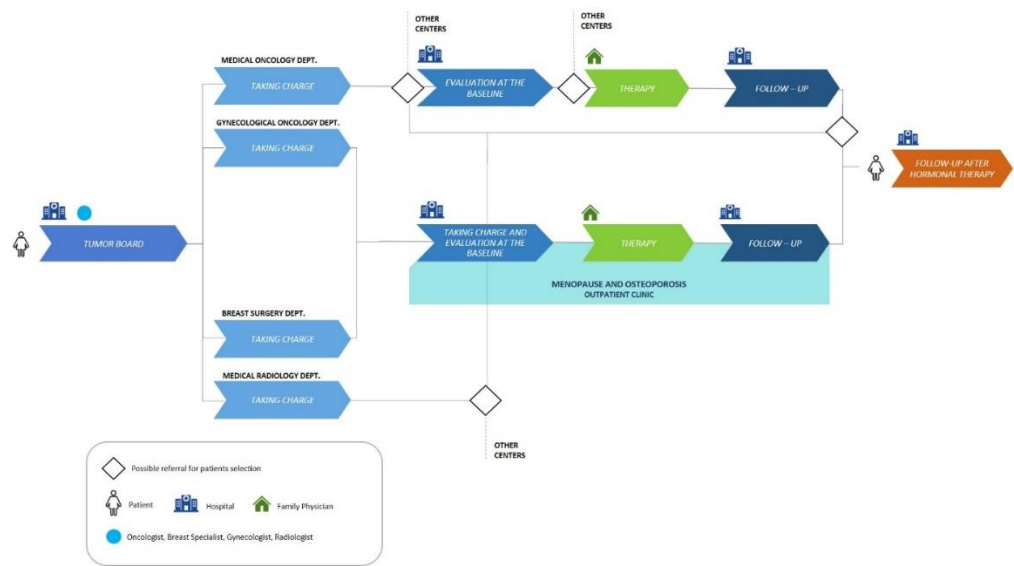 OTHER
CENTERS
OTHER
CENTERS
MEDICAL ONCOLOGY DEPT.
TAKING CHARGE
EVALUATION AT THE
BASELINE
THERAPY
FOLLOW – UP
GYNECOLOGICAL ONCOLOGY DEPT.
TAKING CHARGE
FOLLOW-UP AFTER
HORMONAL THERAPY
TUMOR BOARD
TAKING CHARGE AND
EVALUATION AT THE
BASELINE
THERAPY
FOLLOW – UP
MENOPAUSE AND OSTEOPOROSIS
OUTPATIENT CLINIC
BREAST SURGERY DEPT.
TAKING CHARGE
MEDICAL RADIOLOGY DEPT.
TAKING CHARGE
OTHER
CENTERS
Possible referral for patients selection
Patient
Hospital
Family Physician
Oncologist, Breast Specialist, Gynecologist, Radiologist